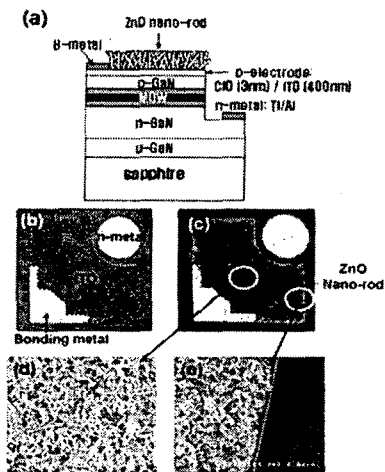 (a)
ZnO nano-rod
B-metal
p-electrode:
CIO (3nm) / ITO (400nm)
p-GaN
MQW
n-metal: Ti/Al
n-GaN
u-GaN
sapphire
(b)
n-metal
(c)
ZnO
Nano-rod
Bonding metal
(d)
(e)